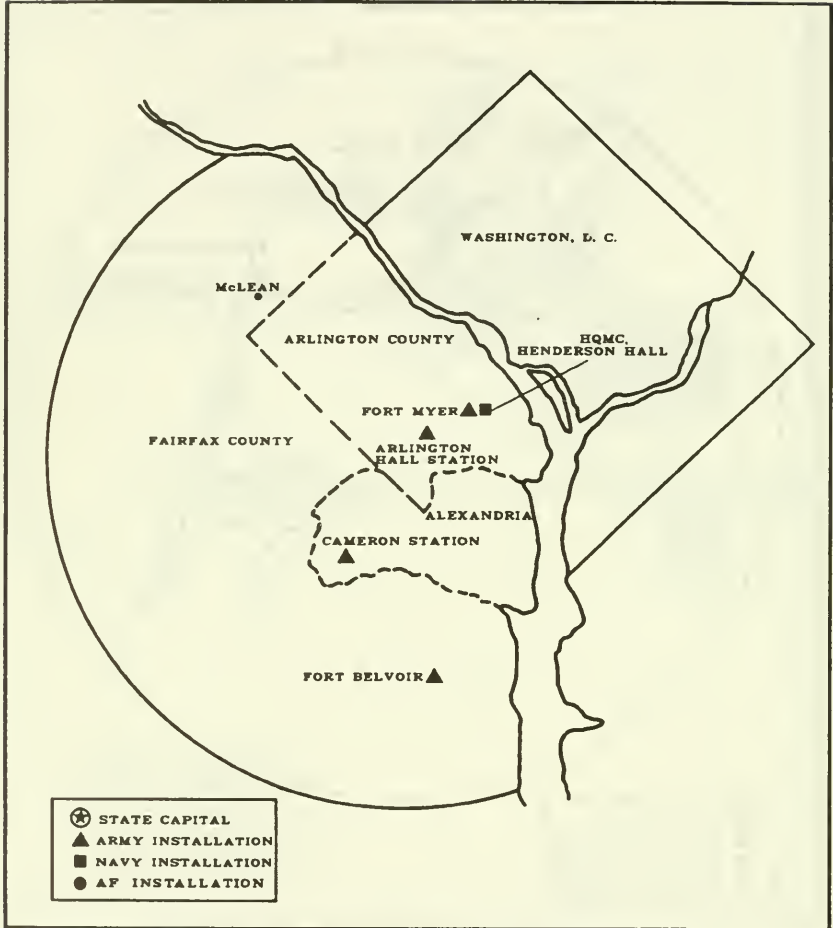 WASHINGTON, D. C.
McLEAN
ARLINGTON COUNTY
HQMC,
HENDERSON HALL
FORT MYER
FAIRFAX COUNTY
ARLINGTON
HALL STATION
ALEXANDRIA
CAMERON STATION
FORT BELVOIR
STATE CAPITAL
ARMY INSTALLATION
NAVY INSTALLATION
AF INSTALLATION